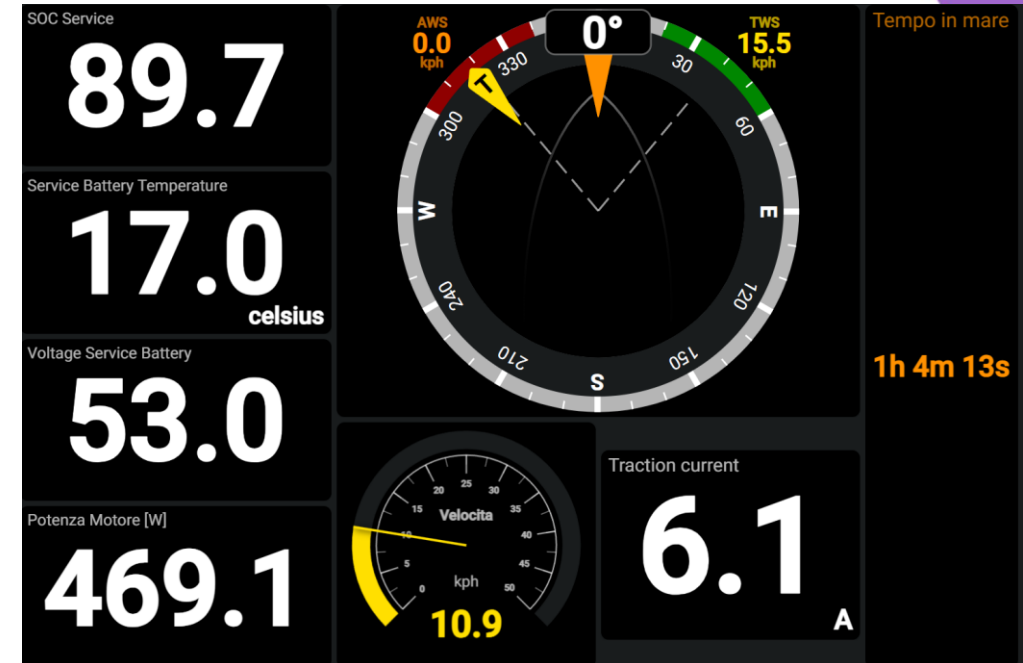 SOC Service
89.7
Service Battery Temperature
17.0
celsius
Voltage Service Battery
53.0
Potenza Motore [W]
469.1
AWS
0.0
kph
0°
TWS
15.5
kph
T
330
30
300
60
W
E
240
120
210
150
S
Velocita
kph
0
5
10
15
20
25
30
35
40
45
50
10.9
Traction current
6.1
A
Tempo in mare
1h 4m 13s